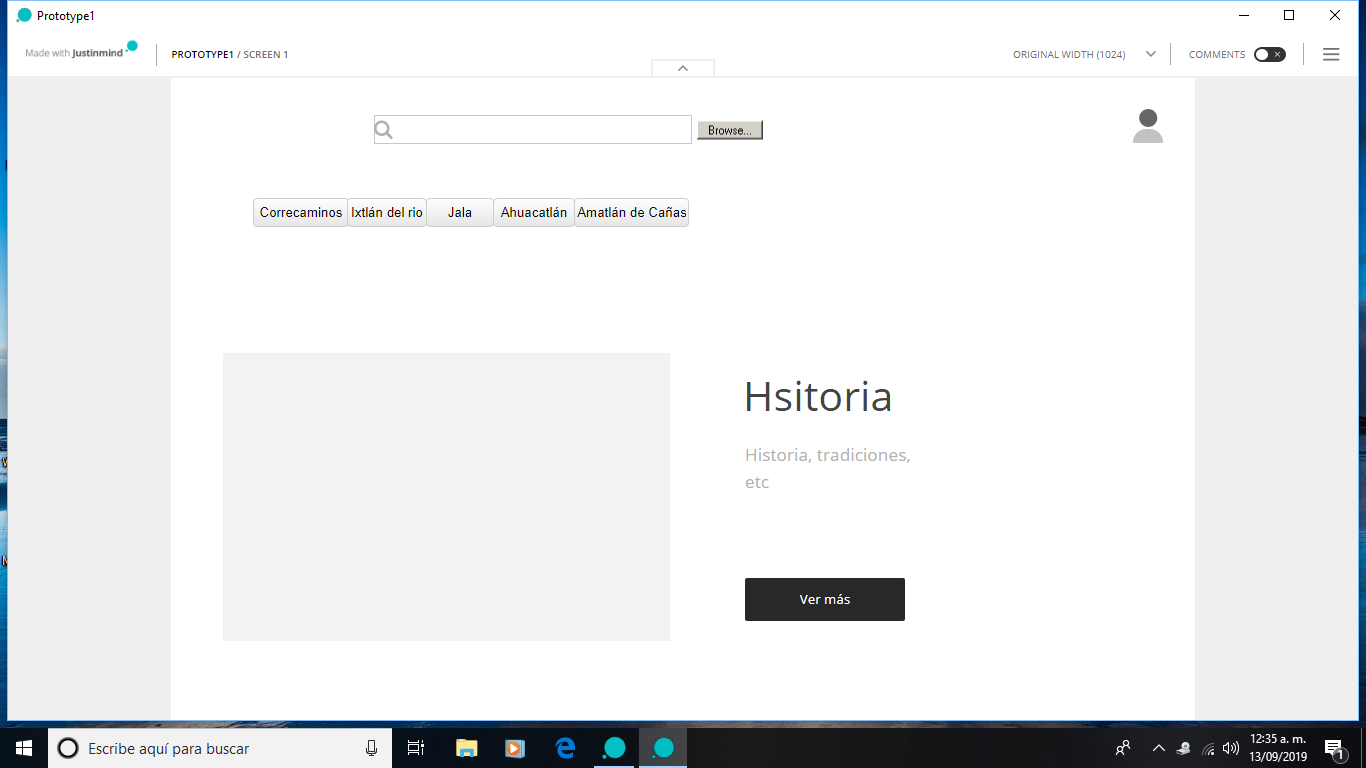 Prototype1
Made with Justinmind
PROTOTYPE1 / SCREEN 1
ORIGINAL WIDTH (1024)
COMMENTS
Browse...
Correcaminos
Ixtlán del rio
Jala
Ahuacatlán
Amatlán de Cañas
Hsitoria
Historia, tradiciones,
etc
Ver más
Escribe aquí para buscar
12:35 a. m.
13/09/2019
1